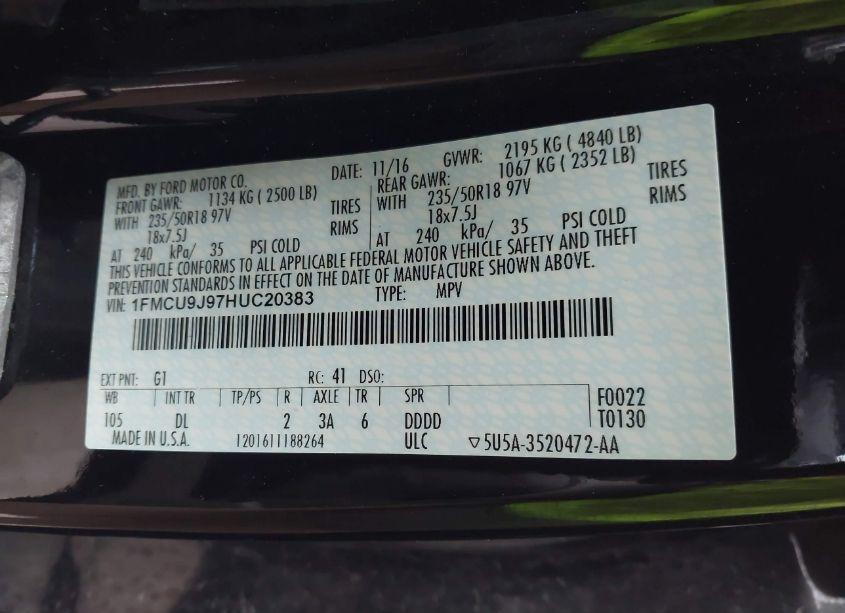 MFD. BY FORD MOTOR CO. DATE: 11/16 GVWR: 2195 KG ( 4840 LB)
FRONT GAWR: 1134 KG ( 2500 LB) REAR GAWR: 1067 KG ( 2352 LB)
WITH 235/50R18 97V TIRES WITH 235/50R18 97V TIRES
18x7.5J RIMS 18x7.5J RIMS
AT 240 kPa/ 35 PSI COLD AT 240 kPa/ 35 PSI COLD
THIS VEHICLE CONFORMS TO ALL APPLICABLE FEDERAL MOTOR VEHICLE SAFETY AND THEFT
PREVENTION STANDARDS IN EFFECT ON THE DATE OF MANUFACTURE SHOWN ABOVE.
VIN: 1FMCU9J97HUC20383 TYPE: MPV
EXT PNT: G1 RC: 41 DSO:
WB INT TR TP/PS R AXLE TR SPR F0022
105 DL 2 3A 6 DDDD T0130
MADE IN U.S.A. 1201611188264 ULC ▽5U5A-3520472-AA